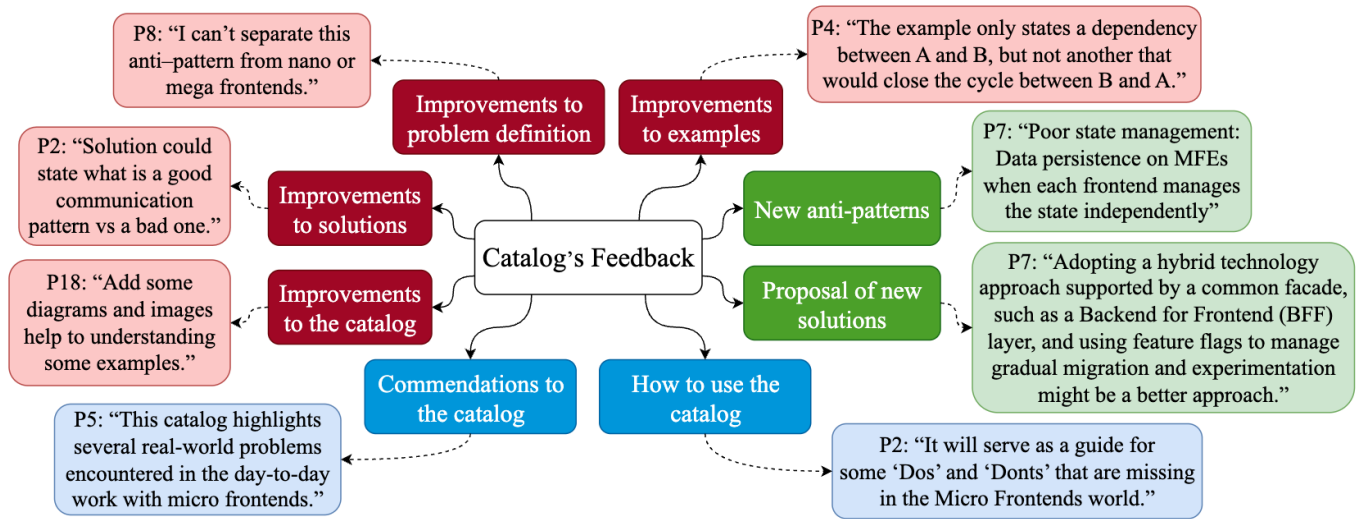 P8: “I can’t separate this
anti–pattern from nano or
mega frontends.”
P4: “The example only states a dependency
between A and B, but not another that
would close the cycle between B and A.”
Improvements to
problem definition
Improvements
to examples
P2: “Solution could
state what is a good
communication
pattern vs a bad one.”
Improvements
to solutions
New anti-patterns
P7: “Poor state management:
Data persistence on MFEs
when each frontend manages
the state independently”
Catalog’s Feedback
P18: “Add some
diagrams and images
help to understanding
some examples.”
Improvements
to the catalog
Proposal of new
solutions
P7: “Adopting a hybrid technology
approach supported by a common facade,
such as a Backend for Frontend (BFF)
layer, and using feature flags to manage
gradual migration and experimentation
might be a better approach.”
Commendations to
the catalog
How to use the
catalog
P5: “This catalog highlights
several real-world problems
encountered in the day-to-day
work with micro frontends.”
P2: “It will serve as a guide for
some ‘Dos’ and ‘Donts’ that are missing
in the Micro Frontends world.”